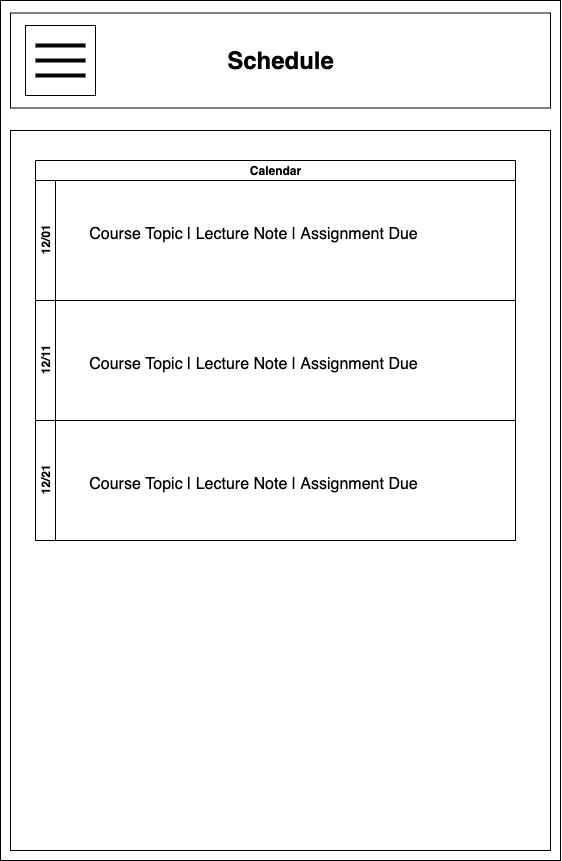 Schedule
Calendar
12/01
Course Topic | Lecture Note | Assignment Due
12/11
Course Topic | Lecture Note | Assignment Due
12/21
Course Topic | Lecture Note | Assignment Due